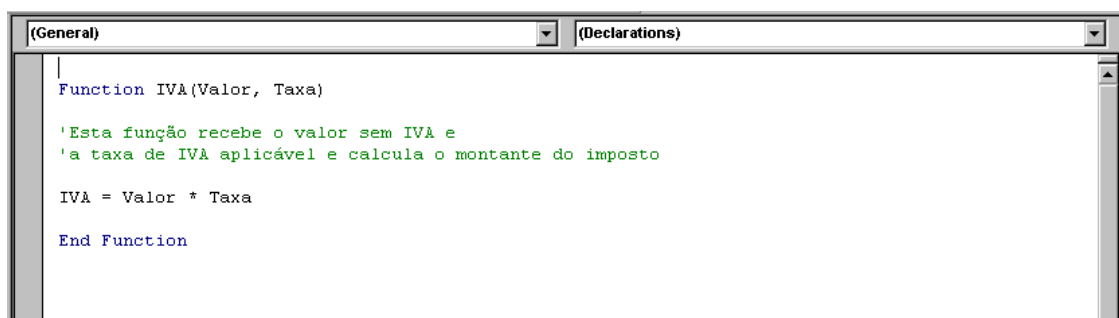 (General)
(Declarations)
Function IVA(Valor, Taxa)
'Esta função recebe o valor sem IVA e
'a taxa de IVA aplicável e calcula o montante do imposto
IVA = Valor * Taxa
End Function